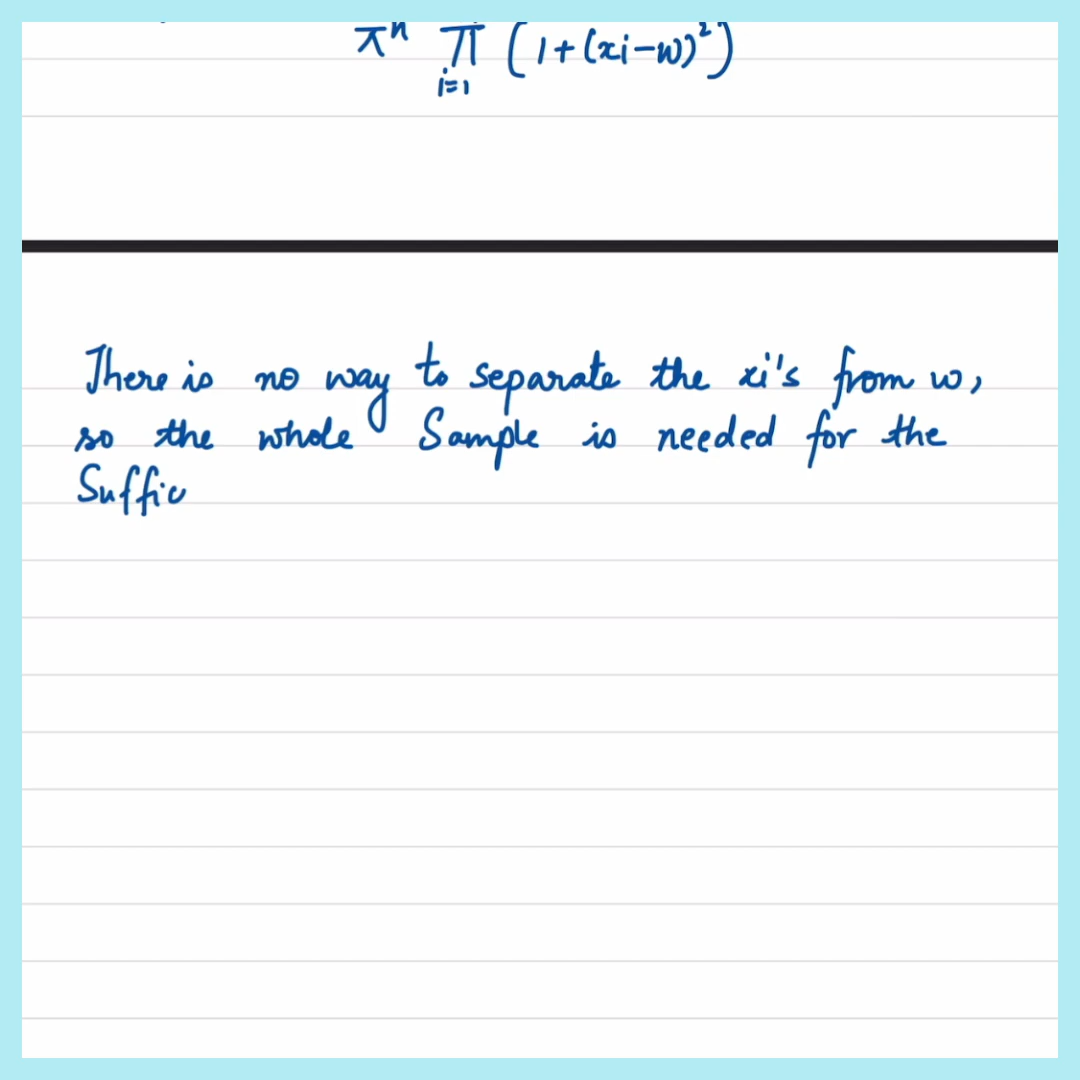 πⁿ ∏ (1+(xi-w)²)
i=1
There is no way to separate the xi's from w,
so the whole Sample is needed for the
Suffic